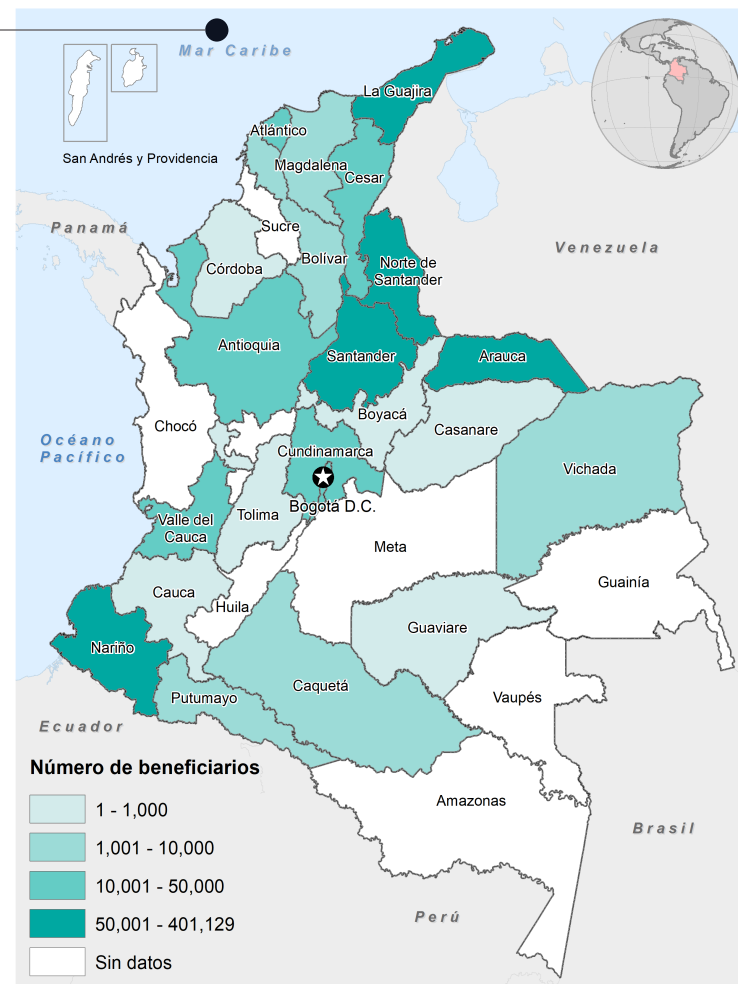 Mar Caribe
La Guajira
Atlántico
San Andrés y Providencia
Magdalena
Cesar
Panamá
Sucre
Venezuela
Bolívar
Córdoba
Norte de
Santander
Antioquia
Santander
Arauca
Boyacá
Chocó
Casanare
Océano
Pacífico
Cundinamarca
Vichada
Bogotá D.C.
Tolima
Valle del
Cauca
Meta
Guainía
Cauca
Huila
Guaviare
Nariño
Caquetá
Putumayo
Vaupés
Ecuador
Número de beneficiarios
1 - 1,000
Amazonas
Brasil
1,001 - 10,000
10,001 - 50,000
Perú
50,001 - 401,129
Sin datos